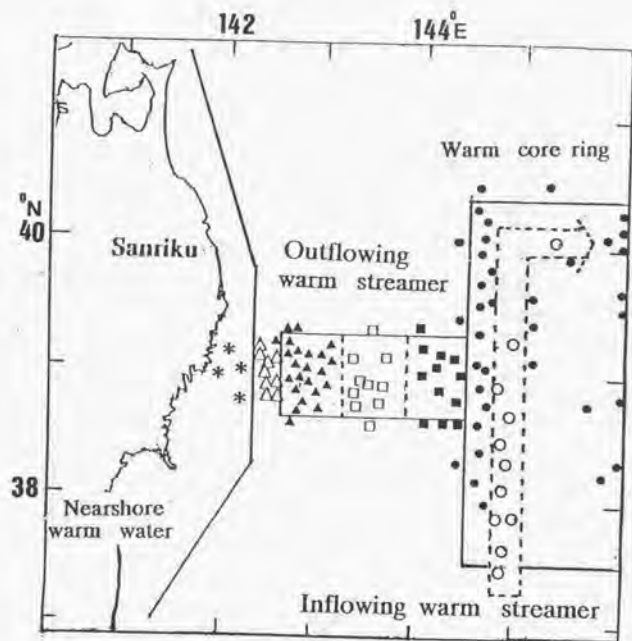 142 144°E
Warm core ring
°N
40
Sanriku
Outflowing
warm streamer
38
Nearshore
warm water
Inflowing warm streamer